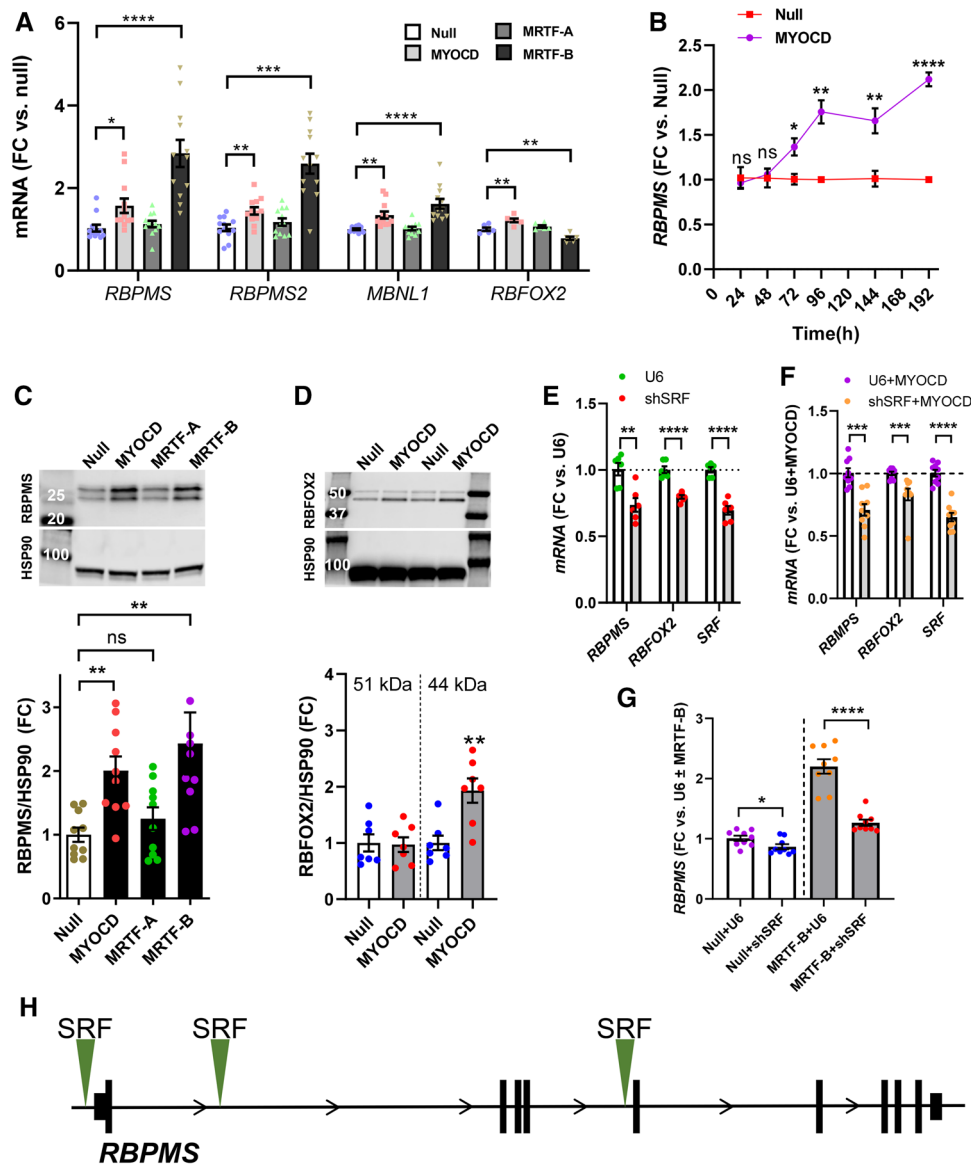 A
Null
MYOCD
MRTF-A
MRTF-B
mRNA (FC vs. null)
6
4
2
0
****
*
***
**
****
**
**
**
RBPMS
RBPMS2
MBNL1
RBFOX2
B
Null
MYOCD
RBPMS (FC vs. Null)
2.5
2.0
1.5
1.0
0.5
0.0
ns
ns
*
**
**
****
0
24
48
72
96
120
144
168
192
Time(h)
C
Null
MYOCD
MRTF-A
MRTF-B
RBPMS
25
20
HSP90
100
RBPMS/HSP90 (FC)
3
2
1
0
**
ns
**
Null
MYOCD
MRTF-A
MRTF-B
D
Null
MYOCD
Null
MYOCD
RBFOX2
50
37
HSP90
100
RBFOX2/HSP90 (FC)
4
3
2
1
0
51 kDa
44 kDa
**
Null
MYOCD
Null
MYOCD
E
U6
shSRF
mRNA (FC vs. U6)
1.5
1.0
0.5
0.0
**
****
****
RBPMS
RBFOX2
SRF
F
U6+MYOCD
shSRF+MYOCD
mRNA (FC vs. U6+MYOCD)
1.5
1.0
0.5
0.0
***
***
****
RBMPS
RBFOX2
SRF
G
RBPMS (FC vs. U6 ± MRTF-B)
3
2
1
0
*
****
Null+U6
Null+shSRF
MRTF-B+U6
MRTF-B+shSRF
H
SRF
SRF
SRF
RBPMS